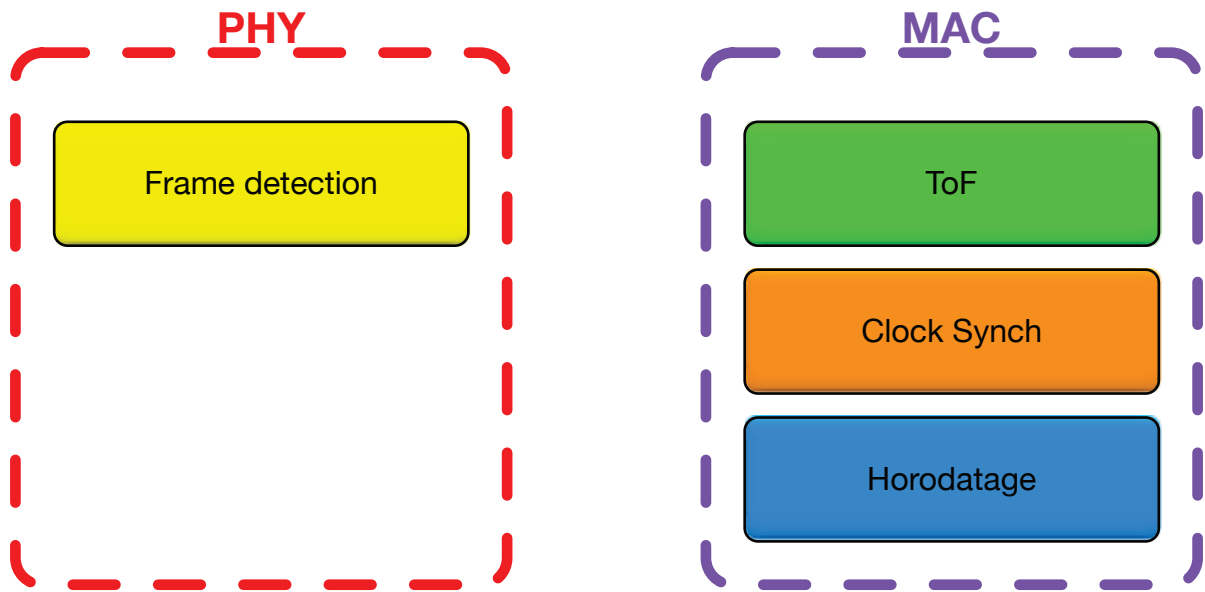 PHY
Frame detection
MAC
ToF
Clock Synch
Horodatage